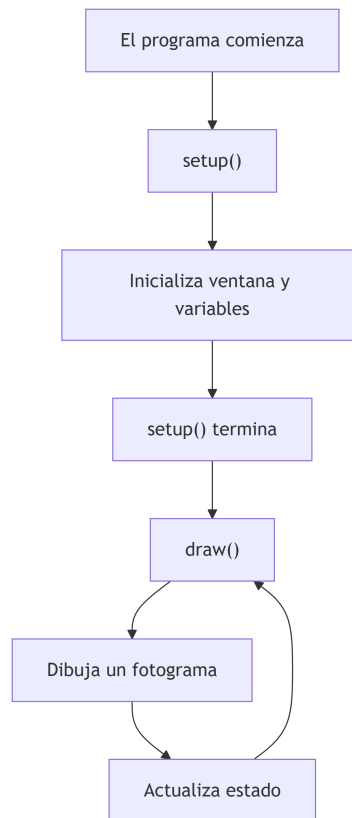 El programa comienza
setup()
Inicializa ventana y
variables
setup() termina
draw()
Dibuja un fotograma
Actualiza estado